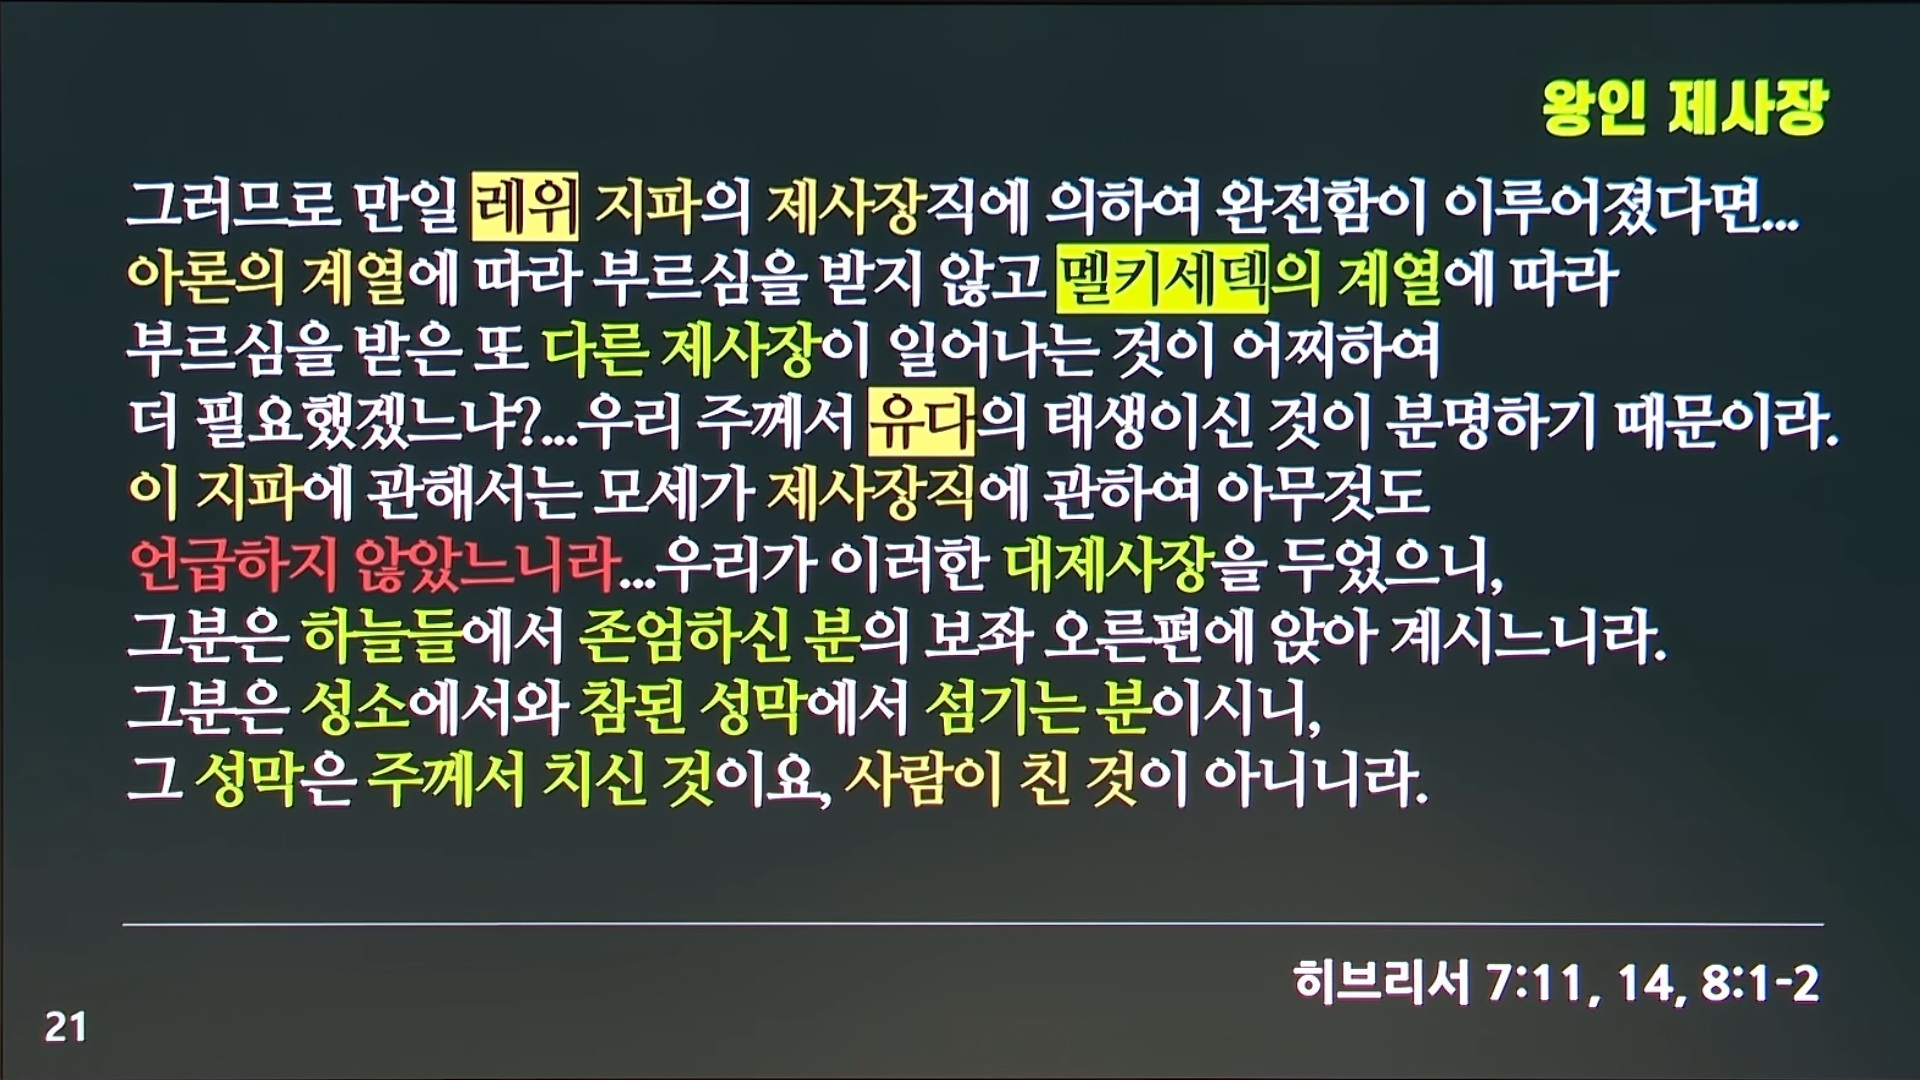 왕인 제사장
그러므로 만일 레위 지파의 제사장직에 의하여 완전함이 이루어졌다면...
아론의 계열에 따라 부르심을 받지 않고 멜키세덱의 계열에 따라
부르심을 받은 또 다른 제사장이 일어나는 것이 어찌하여
더 필요했겠느냐?...우리 주께서 유다의 태생이신 것이 분명하기 때문이라.
이 지파에 관해서는 모세가 제사장직에 관하여 아무것도
언급하지 않았느니라...우리가 이러한 대제사장을 두었으니,
그분은 하늘들에서 존엄하신 분의 보좌 오른편에 앉아 계시느니라.
그분은 성소에서와 참된 성막에서 섬기는 분이시니,
그 성막은 주께서 치신 것이요, 사람이 친 것이 아니니라.
히브리서 7:11, 14, 8:1-2
21